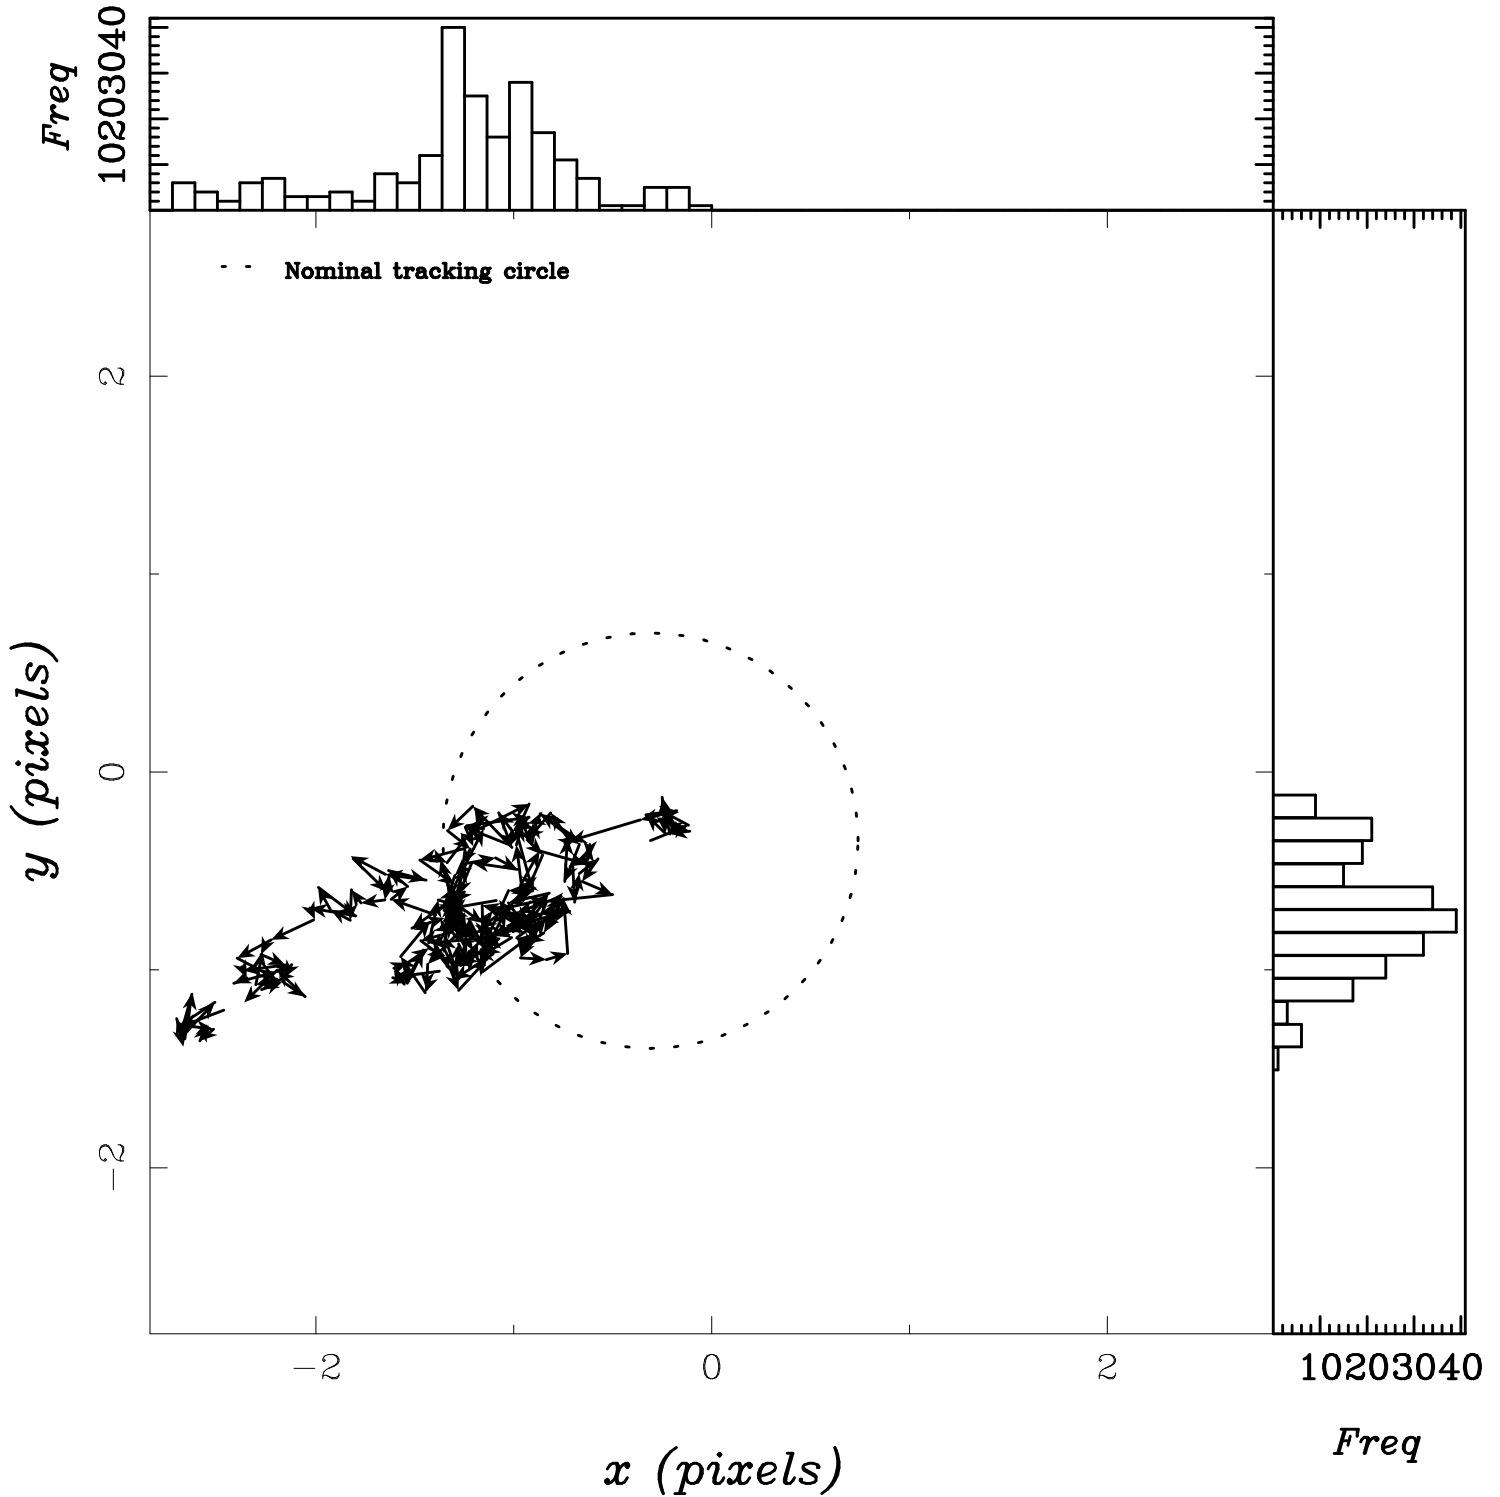 Freq
10203040
Nominal tracking circle
2
0
-2
y (pixels)
-2
0
2
10203040
x (pixels)
Freq